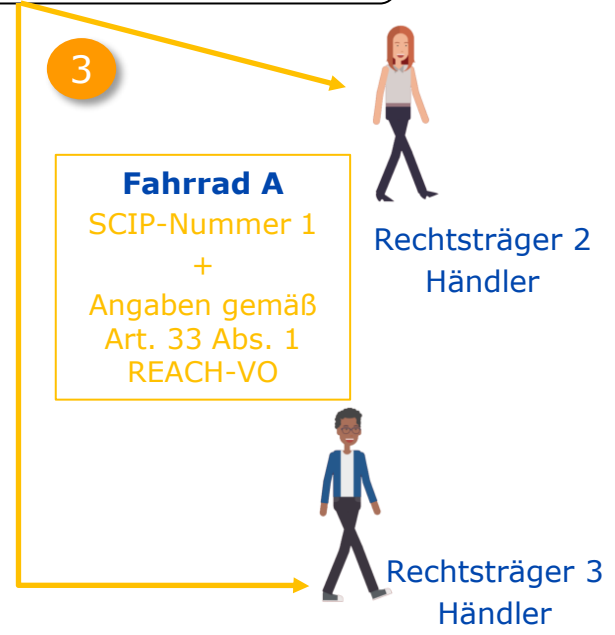 3
Fahrrad A
SCIP-Nummer 1
+
Angaben gemäß
Art. 33 Abs. 1
REACH-VO
Rechtsträger 2
Händler
Rechtsträger 3
Händler